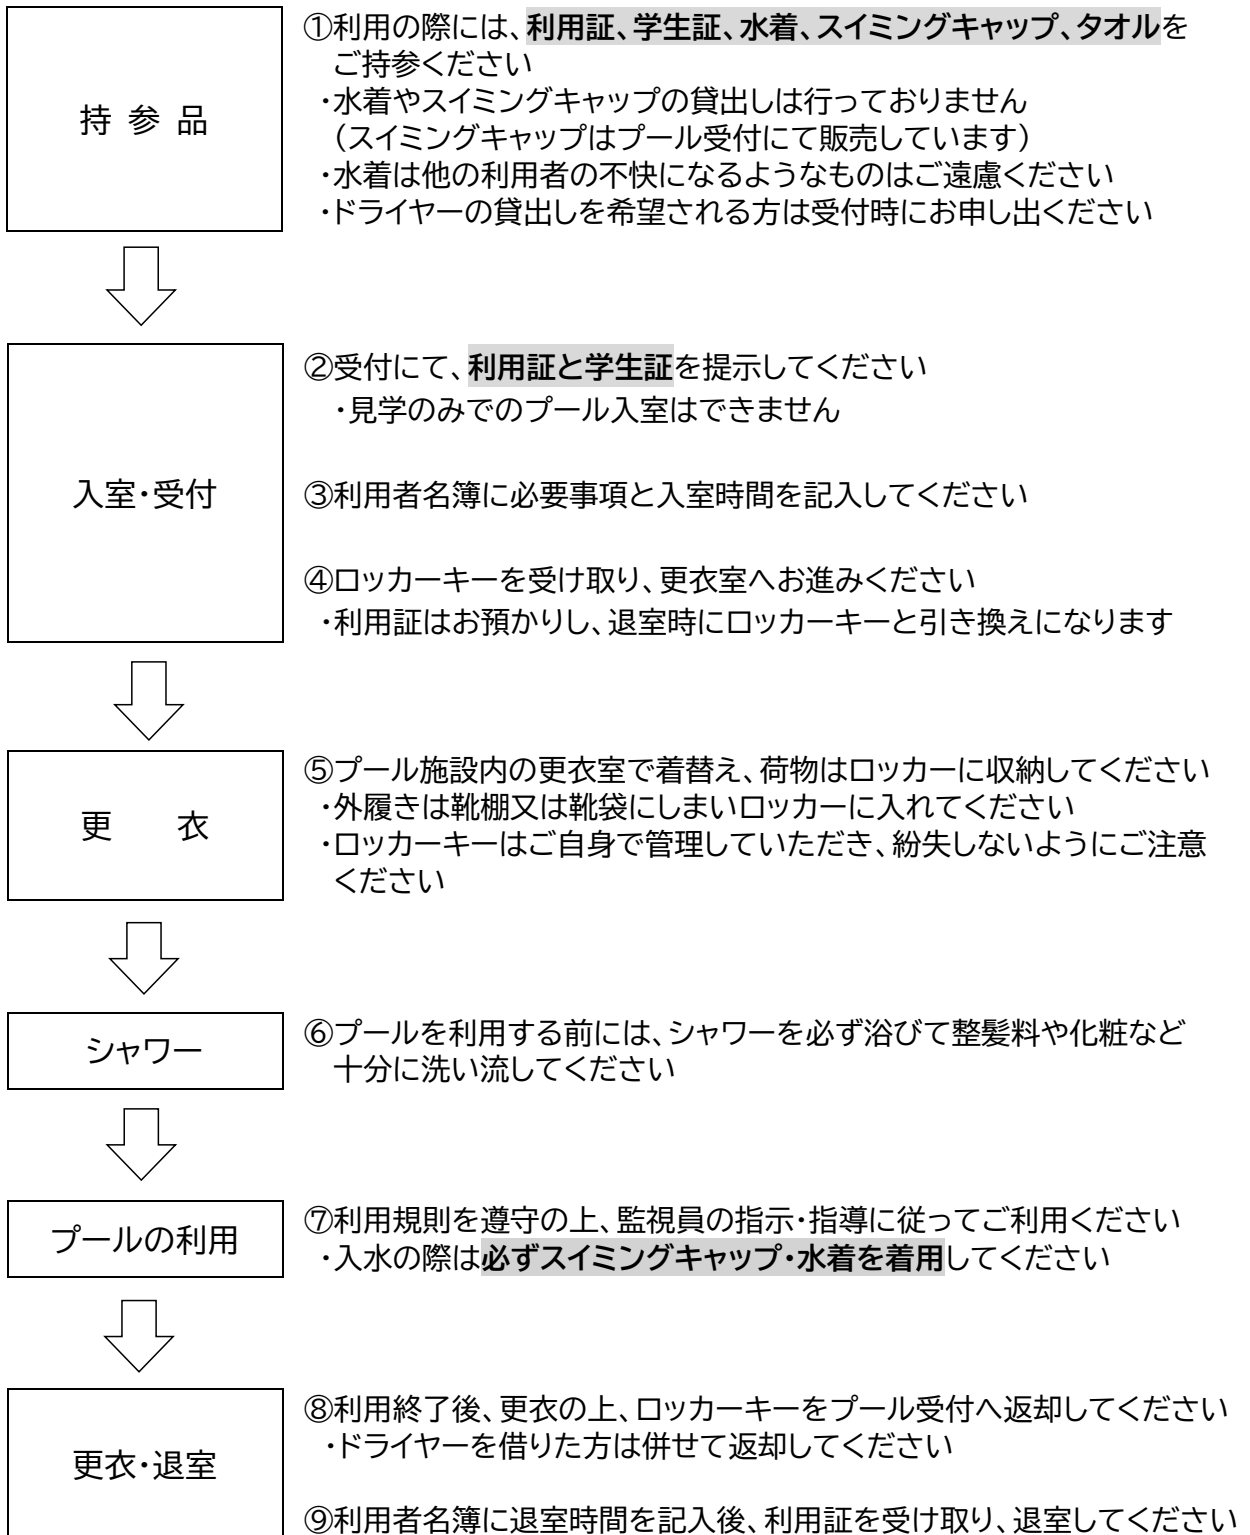 持 参 品
①利用の際には、利用証、学生証、水着、スイミングキャップ、タオルを
ご持参ください
・水着やスイミングキャップの貸出しは行っておりません
（スイミングキャップはプール受付にて販売しています）
・水着は他の利用者の不快になるようなものはご遠慮ください
・ドライヤーの貸出しを希望される方は受付時にお申し出ください
入室・受付
②受付にて、利用証と学生証を提示してください
・見学のみでのプール入室はできません
③利用者名簿に必要事項と入室時間を記入してください
④ロッカーキーを受け取り、更衣室へお進みください
・利用証はお預かりし、退室時にロッカーキーと引き換えになります
更　　衣
⑤プール施設内の更衣室で着替え、荷物はロッカーに収納してください
・外履きは靴棚又は靴袋にしまいロッカーに入れてください
・ロッカーキーはご自身で管理していただき、紛失しないようにご注意
ください
シャワー
⑥プールを利用する前には、シャワーを必ず浴びて整髪料や化粧など
十分に洗い流してください
プールの利用
⑦利用規則を遵守の上、監視員の指示・指導に従ってご利用ください
・入水の際は必ずスイミングキャップ・水着を着用してください
更衣・退室
⑧利用終了後、更衣の上、ロッカーキーをプール受付へ返却してください
・ドライヤーを借りた方は併せて返却してください
⑨利用者名簿に退室時間を記入後、利用証を受け取り、退室してください